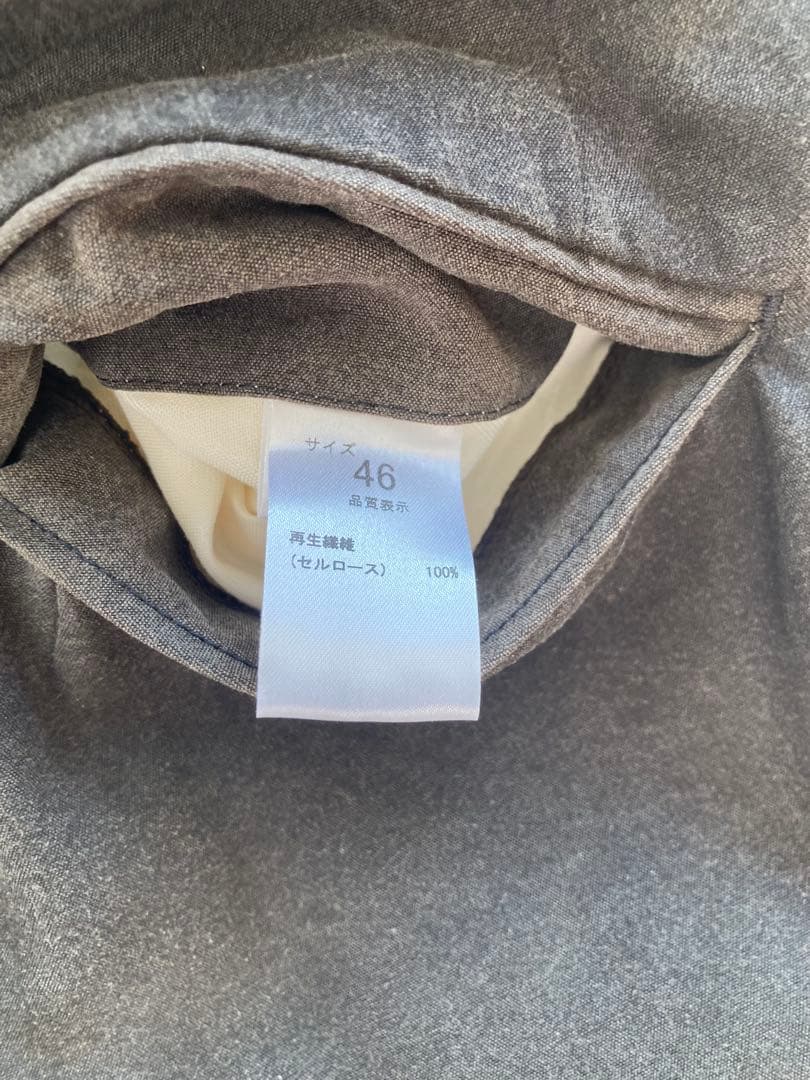 サイズ
46
品質表示
再生繊維
(セルロース) 100%